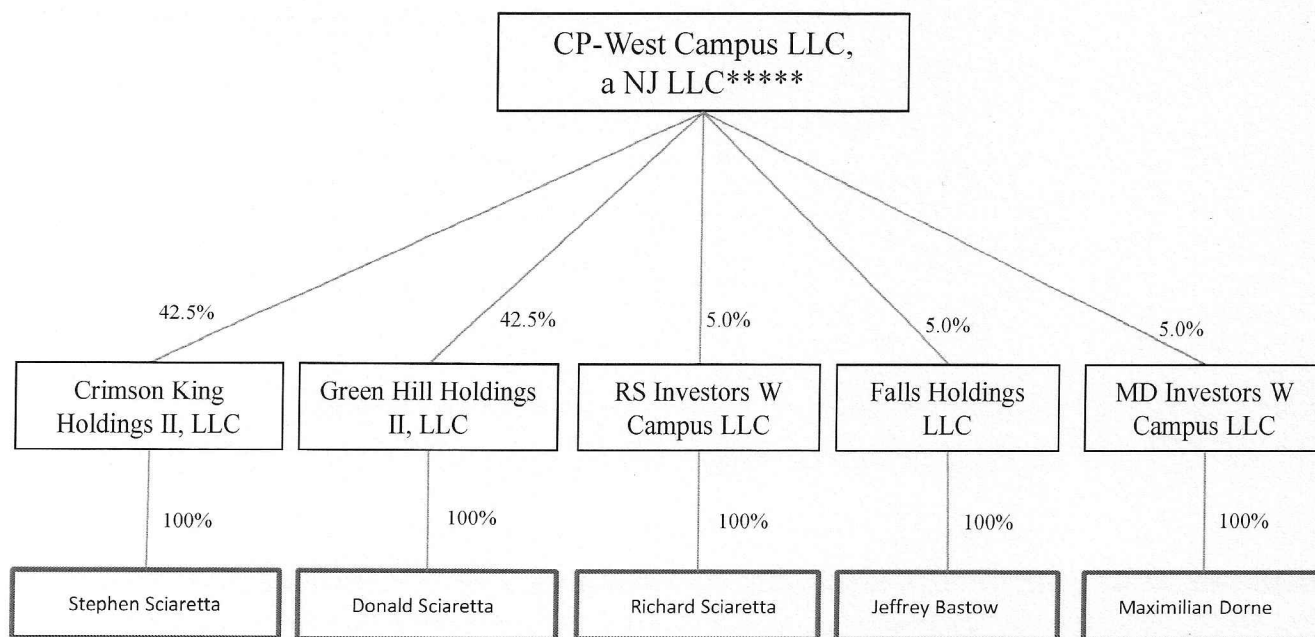 CP-West Campus LLC,
a NJ LLC*****
42.5%
42.5%
5.0%
5.0%
5.0%
Crimson King
Holdings II, LLC
Green Hill Holdings
II, LLC
RS Investors W
Campus LLC
Falls Holdings
LLC
MD Investors W
Campus LLC
100%
100%
100%
100%
100%
Stephen Sciaretta
Donald Sciaretta
Richard Sciaretta
Jeffrey Bastow
Maximilian Dorne